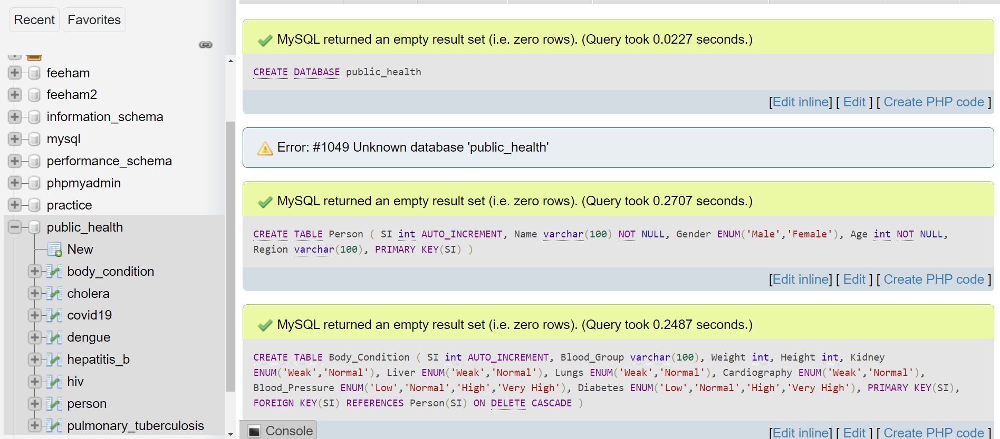 Recent
Favorites
feeham
feeham2
information_schema
mysql
performance_schema
phpmyadmin
practice
public_health
New
body_condition
cholera
covid19
dengue
hepatitis_b
hiv
person
pulmonary_tuberculosis
MySQL returned an empty result set (i.e. zero rows). (Query took 0.0227 seconds.)
CREATE DATABASE public_health
[Edit inline] [ Edit ] [ Create PHP code ]
Error: #1049 Unknown database 'public_health'
MySQL returned an empty result set (i.e. zero rows). (Query took 0.2707 seconds.)
CREATE TABLE Person ( SI int AUTO_INCREMENT, Name varchar(100) NOT NULL, Gender ENUM('Male','Female'), Age int NOT NULL,
Region varchar(100), PRIMARY KEY(SI) )
[Edit inline] [ Edit ] [ Create PHP code ]
MySQL returned an empty result set (i.e. zero rows). (Query took 0.2487 seconds.)
CREATE TABLE Body_Condition ( SI int AUTO_INCREMENT, Blood_Group varchar(100), Weight int, Height int, Kidney
ENUM('Weak','Normal'), Liver ENUM('Weak','Normal'), Lungs ENUM('Weak','Normal'), Cardiography ENUM('Weak','Normal'),
Blood_Pressure ENUM('Low','Normal','High','Very High'), Diabetes ENUM('Low','Normal','High','Very High'), PRIMARY KEY(SI),
FOREIGN KEY(SI) REFERENCES Person(SI) ON DELETE CASCADE )
[Edit inline] [ Edit ] [ Create PHP code ]
Console